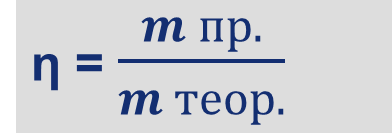 η = m пр.
m теор.